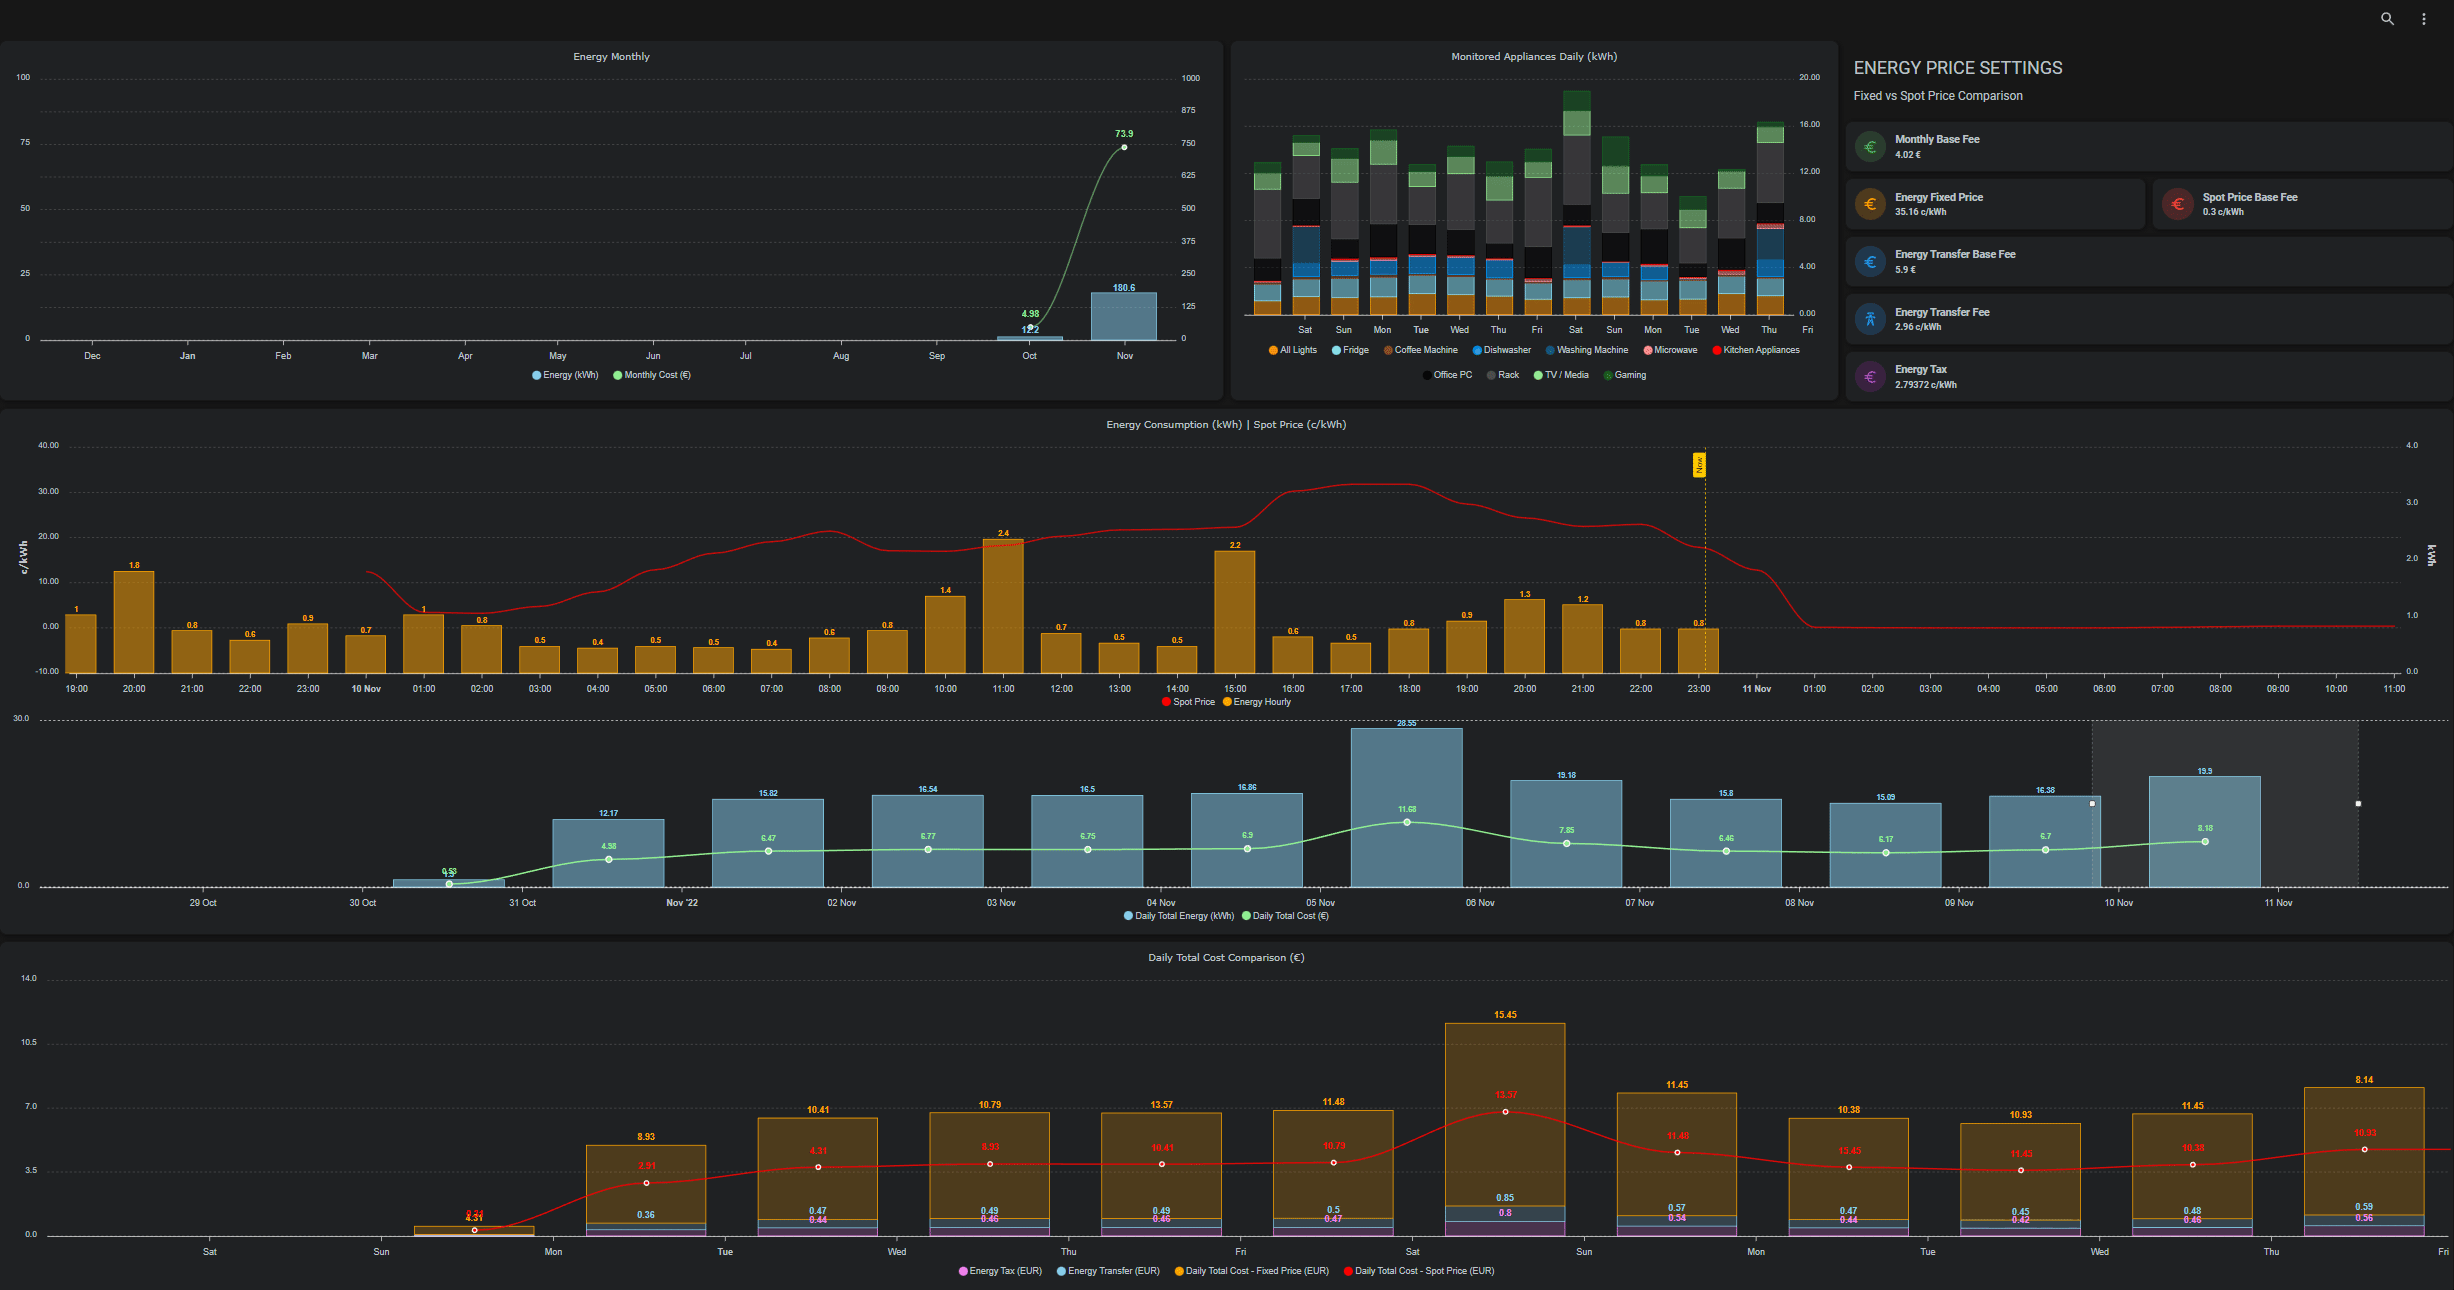 Energy Monthly
100
75
50
25
0
1000
875
750
625
500
375
250
125
0
73.9
4.98
12.2
180.6
Dec Jan Feb Mar Apr May Jun Jul Aug Sep Oct Nov
Energy (kWh) Monthly Cost (€)
Monitored Appliances Daily (kWh)
20.00
16.00
12.00
8.00
4.00
0.00
Sat Sun Mon Tue Wed Thu Fri Sat Sun Mon Tue Wed Thu Fri
All Lights Fridge Coffee Machine Dishwasher Washing Machine Microwave Kitchen Appliances
Office PC Rack TV / Media Gaming
ENERGY PRICE SETTINGS
Fixed vs Spot Price Comparison
Monthly Base Fee
4.02 €
Energy Fixed Price
35.16 c/kWh
Spot Price Base Fee
0.3 c/kWh
Energy Transfer Base Fee
5.9 €
Energy Transfer Fee
2.96 c/kWh
Energy Tax
2.79372 c/kWh
Energy Consumption (kWh) | Spot Price (c/kWh)
40.00
30.00
20.00
10.00
0.00
-10.00
c/kWh
4.0
3.0
2.0
1.0
0.0
kWh
Now
1 1.8 0.8 0.6 0.9 0.7 1 0.8 0.5 0.4 0.5 0.5 0.4 0.6 0.8 1.4 2.4 0.7 0.5 0.5 2.2 0.6 0.5 0.8 0.9 1.3 1.2 0.8 0.8
19:00 20:00 21:00 22:00 23:00 10 Nov 01:00 02:00 03:00 04:00 05:00 06:00 07:00 08:00 09:00 10:00 11:00 12:00 13:00 14:00 15:00 16:00 17:00 18:00 19:00 20:00 21:00 22:00 23:00 11 Nov 01:00 02:00 03:00 04:00 05:00 06:00 07:00 08:00 09:00 10:00 11:00
Spot Price Energy Hourly
30.0
0.0
12.17 15.82 16.54 16.5 16.86 28.55 19.18 15.8 15.09 16.38 19.9
4.98 6.47 6.77 6.75 6.9 11.68 7.85 6.46 6.17 6.7 8.18
29 Oct 30 Oct 31 Oct Nov '22 02 Nov 03 Nov 04 Nov 05 Nov 06 Nov 07 Nov 08 Nov 09 Nov 10 Nov 11 Nov
Daily Total Energy (kWh) Daily Total Cost (€)
Daily Total Cost Comparison (€)
14.0
10.5
7.0
3.5
0.0
4.31 8.93 10.41 10.79 13.57 11.48 15.45 11.45 10.38 10.93 11.45 8.14
2.91 4.31 8.93 10.41 10.79 13.57 11.48 15.45 11.45 10.38 10.93
0.36 0.47 0.49 0.49 0.5 0.85 0.57 0.47 0.45 0.48 0.59
0.44 0.46 0.46 0.47 0.8 0.54 0.44 0.42 0.46 0.56
Sat Sun Mon Tue Wed Thu Fri Sat Sun Mon Tue Wed Thu Fri
Energy Tax (EUR) Energy Transfer (EUR) Daily Total Cost - Fixed Price (EUR) Daily Total Cost - Spot Price (EUR)